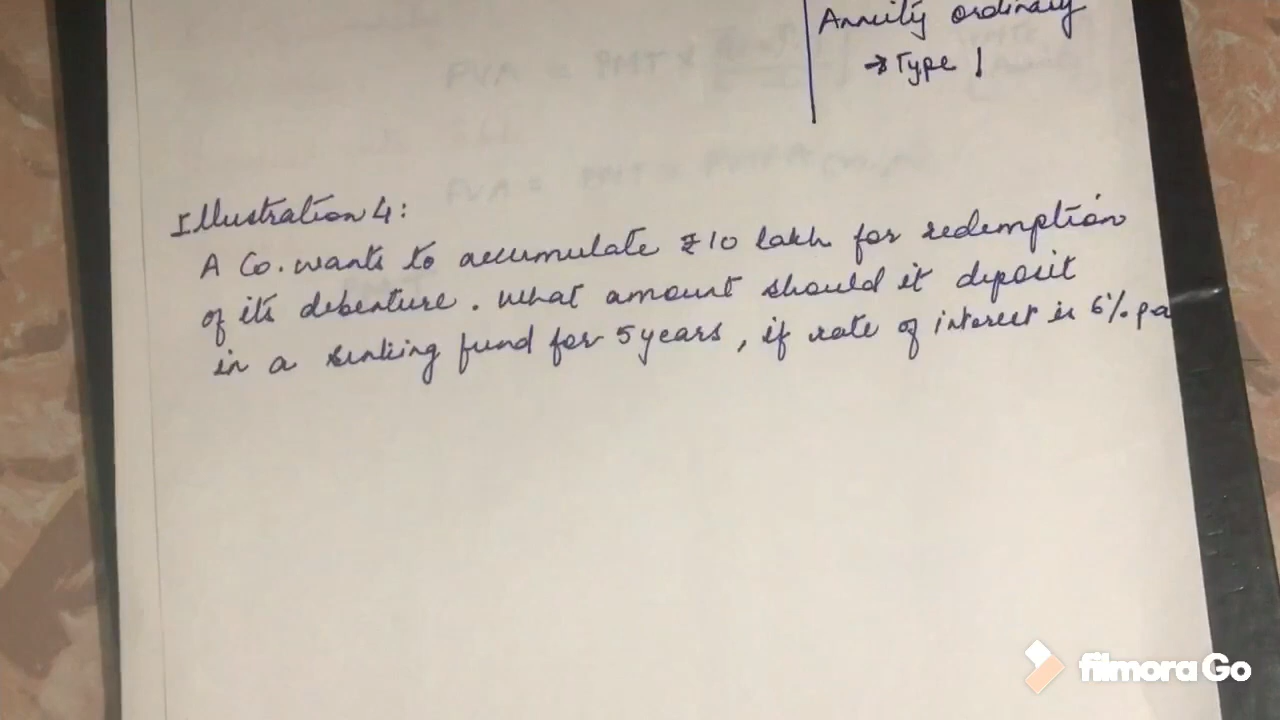 Annuity ordinary
→ Type 1
Illustration 4:
A Co. wants to accumulate ₹10 lakh for redemption
of its debenture. What amount should it deposit
in a sinking fund for 5 years, if rate of interest is 6% pa
filmora Go